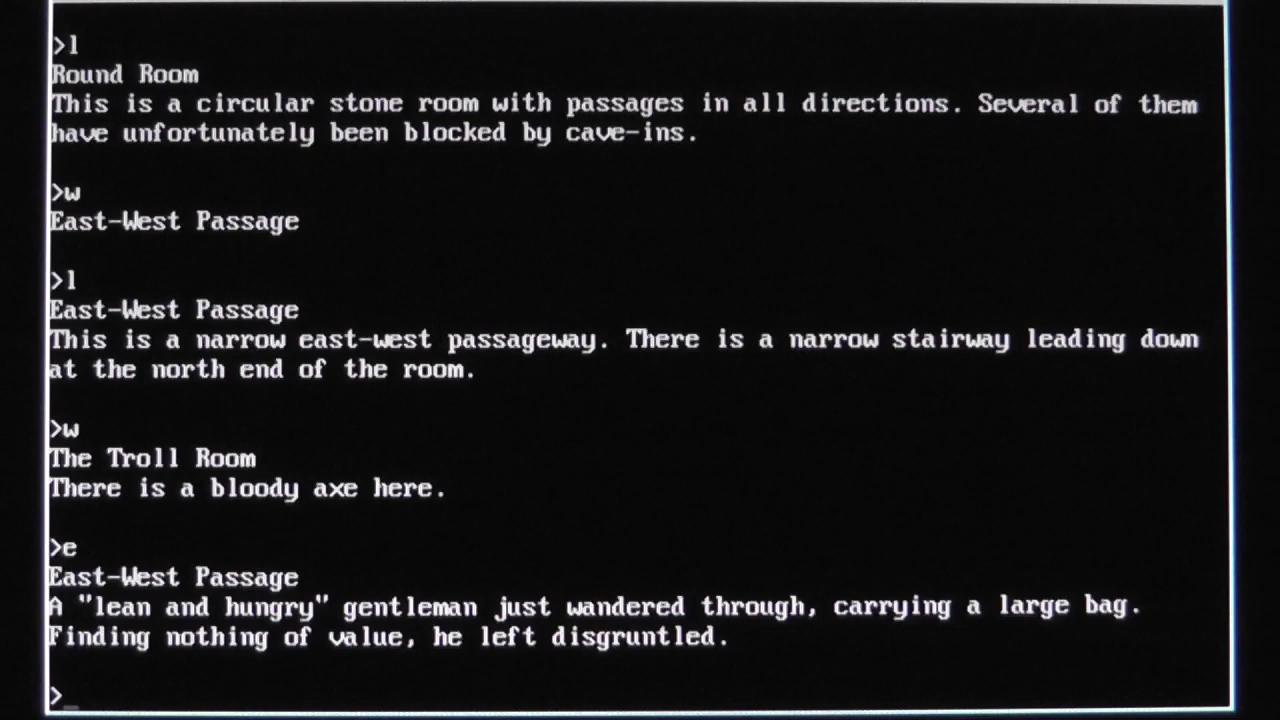 >l
Round Room
This is a circular stone room with passages in all directions. Several of them
have unfortunately been blocked by cave-ins.
>w
East-West Passage
>l
East-West Passage
This is a narrow east-west passageway. There is a narrow stairway leading down
at the north end of the room.
>w
The Troll Room
There is a bloody axe here.
>e
East-West Passage
A "lean and hungry" gentleman just wandered through, carrying a large bag.
Finding nothing of value, he left disgruntled.
>_